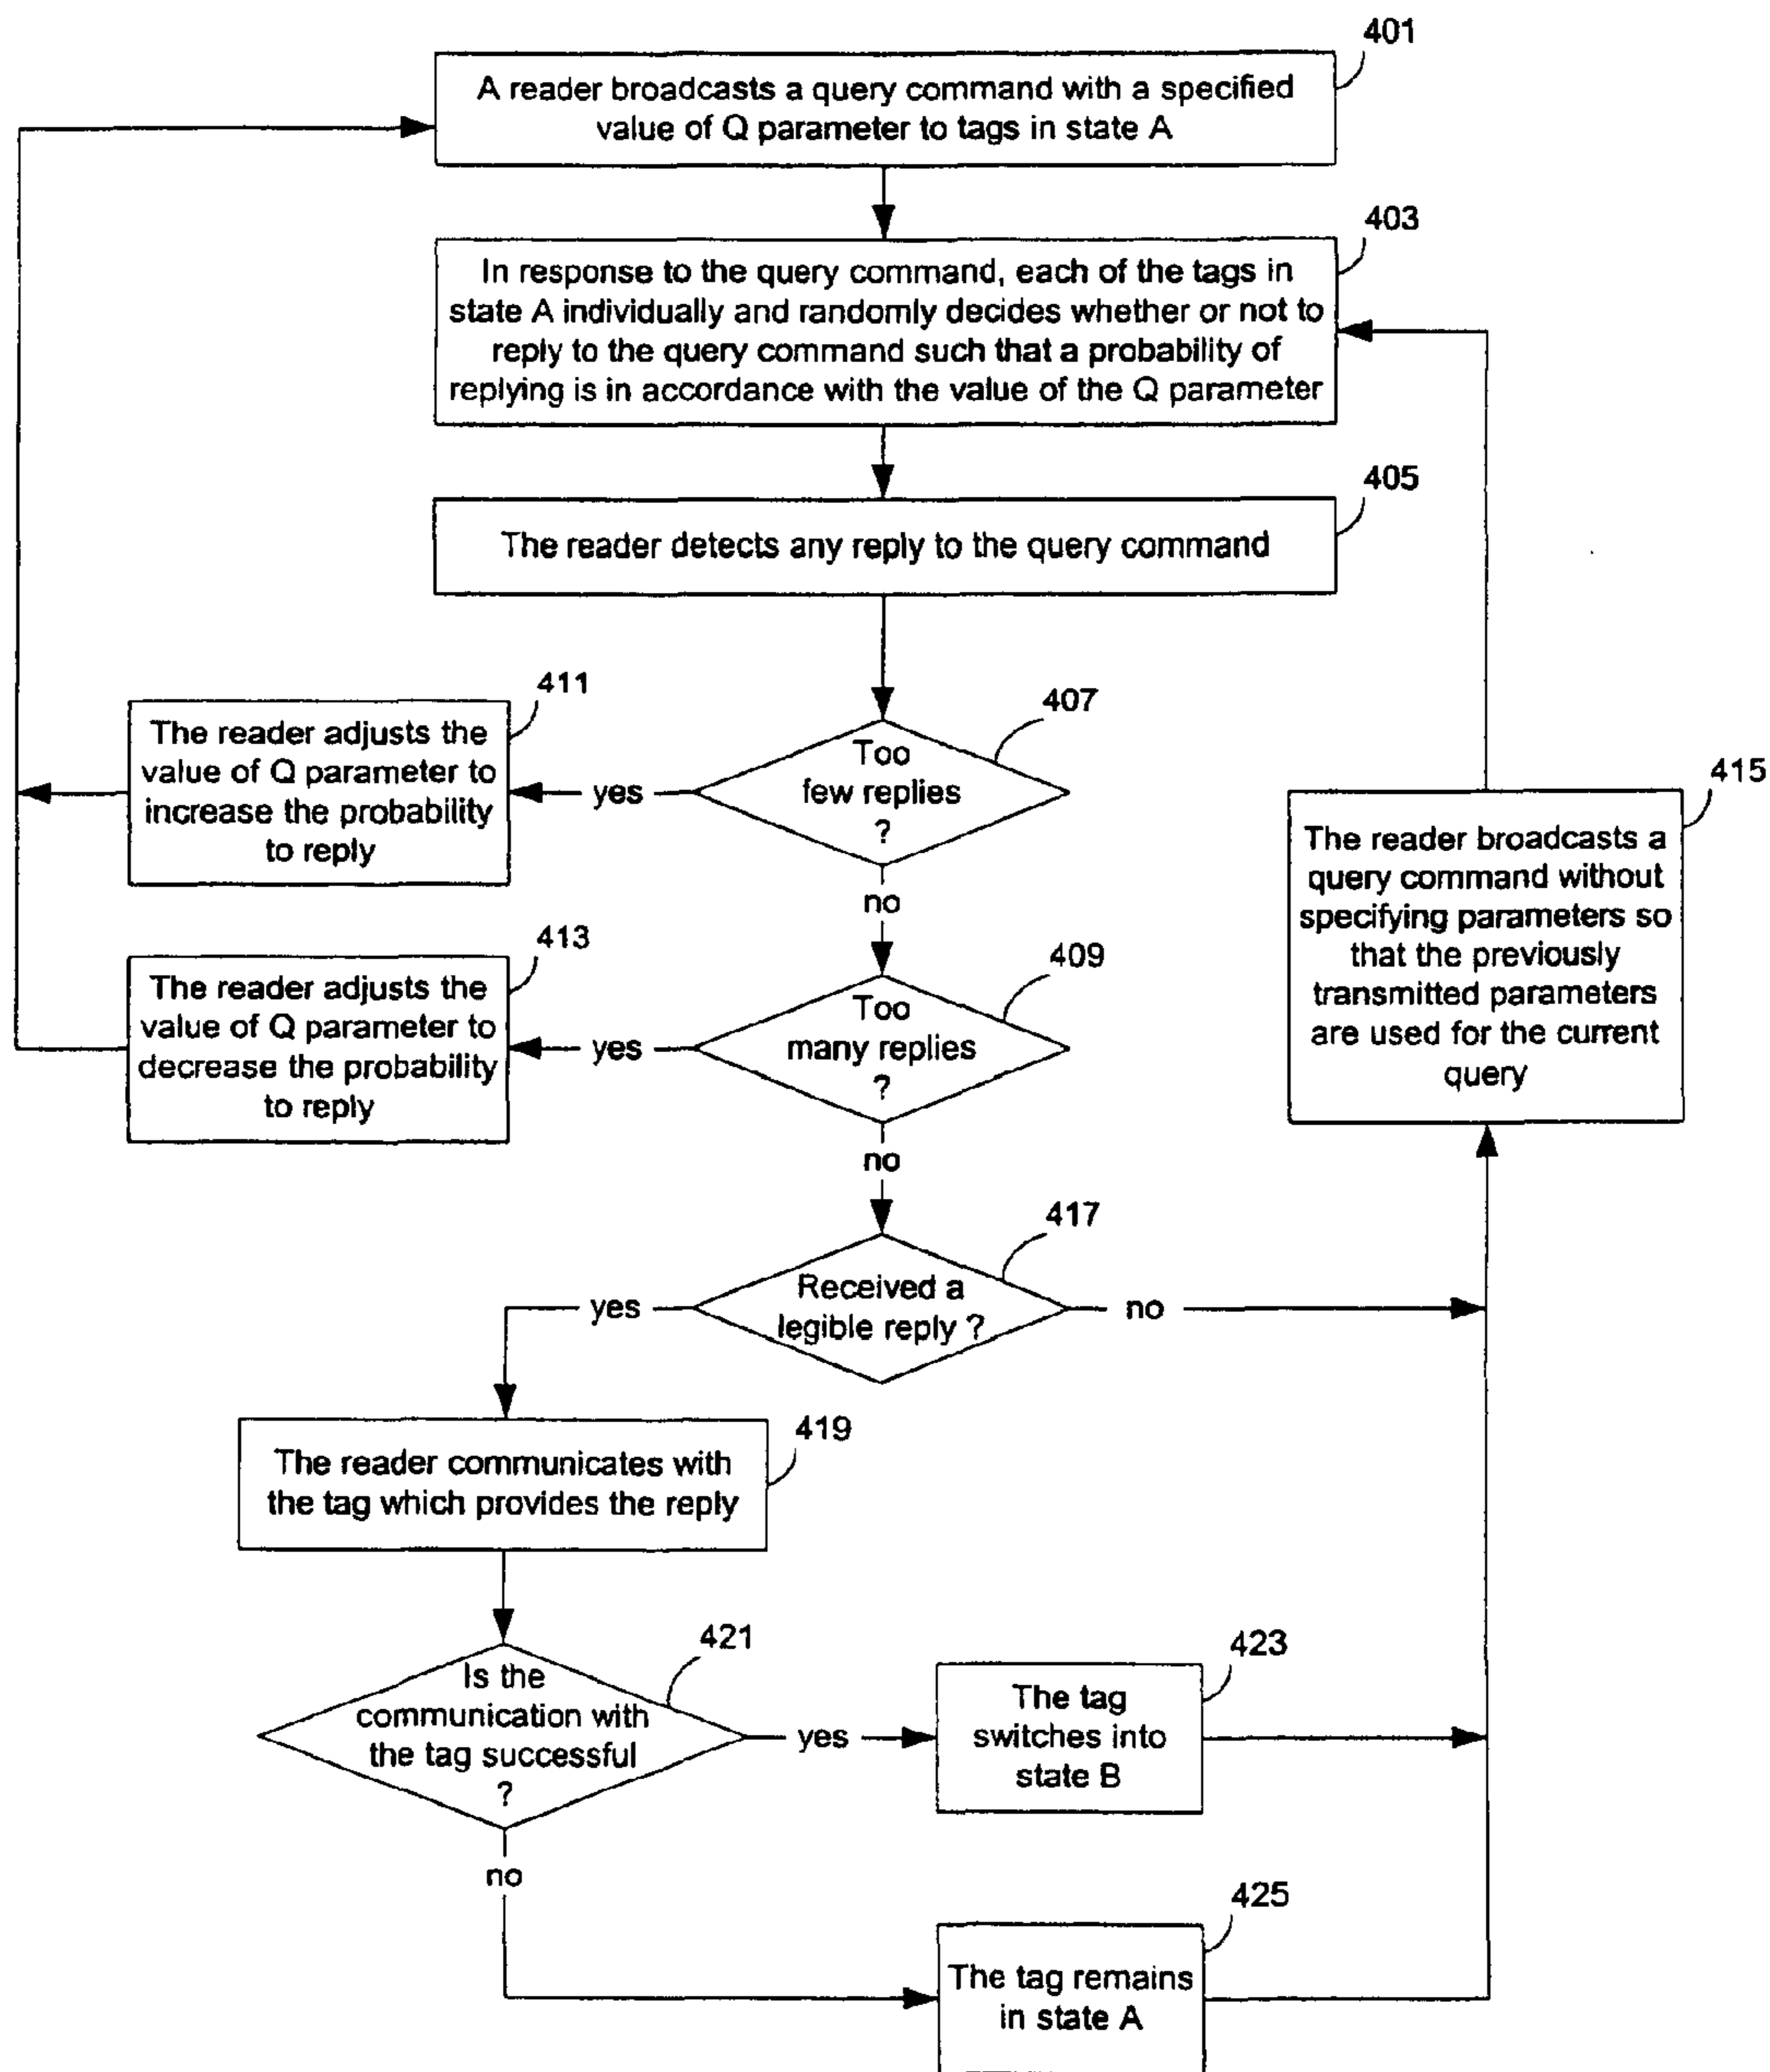 401
A reader broadcasts a query command with a specified
value of Q parameter to tags in state A
403
In response to the query command, each of the tags in
state A individually and randomly decides whether or not to
reply to the query command such that a probability of
replying is in accordance with the value of the Q parameter
405
The reader detects any reply to the query command
407
Too
few replies
?
yes
no
411
The reader adjusts the
value of Q parameter to
increase the probability
to reply
409
Too
many replies
?
yes
no
413
The reader adjusts the
value of Q parameter to
decrease the probability
to reply
415
The reader broadcasts a
query command without
specifying parameters so
that the previously
transmitted parameters
are used for the current
query
417
Received a
legible reply ?
yes
no
419
The reader communicates with
the tag which provides the reply
421
Is the
communication with
the tag successful
?
yes
no
423
The tag
switches into
state B
425
The tag remains
in state A